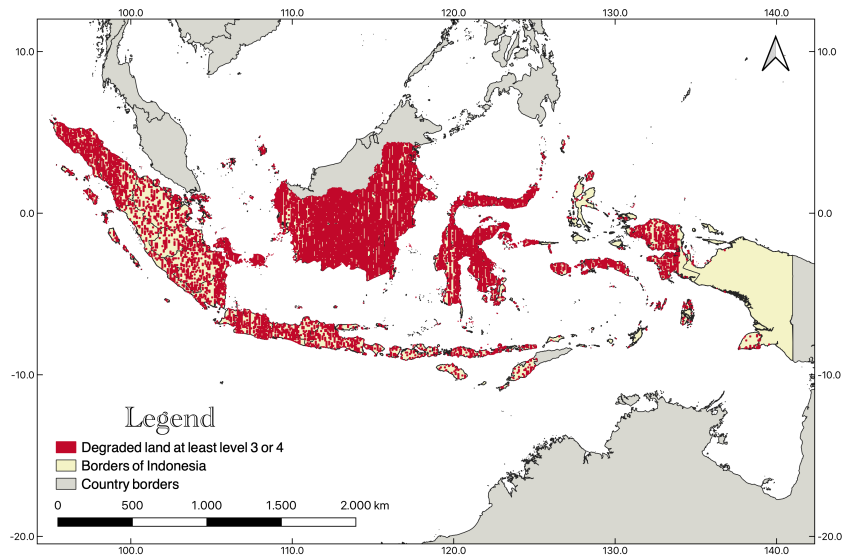 100.0 110.0 120.0 130.0 140.0
10.0 10.0
0.0 0.0
-10.0 -10.0
Legend
Degraded land at least level 3 or 4
Borders of Indonesia
Country borders
0 500 1.000 1.500 2.000 km
-20.0 -20.0
100.0 110.0 120.0 130.0 140.0